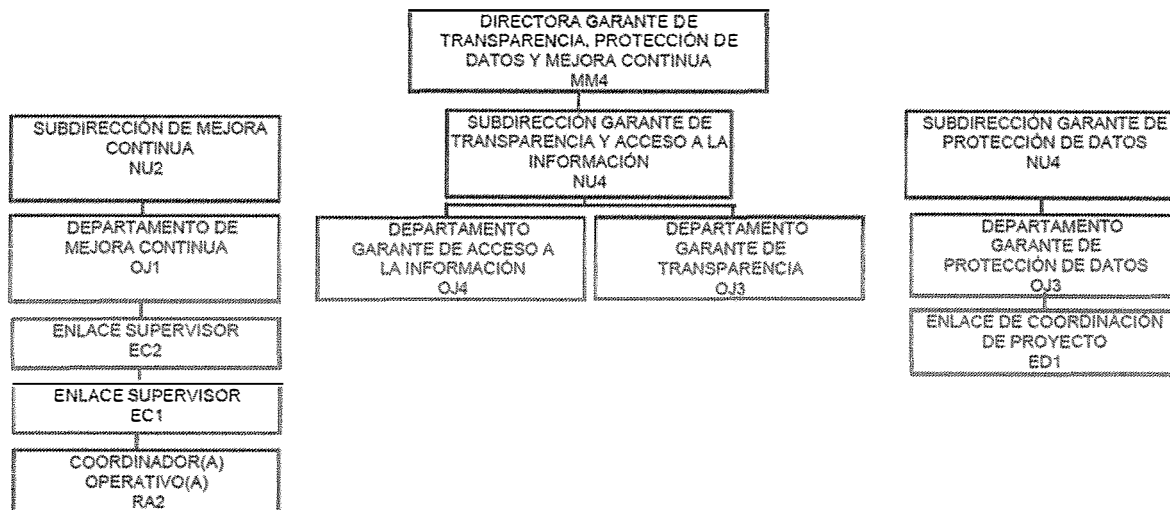 DIRECTORA GARANTE DE
TRANSPARENCIA, PROTECCIÓN DE
DATOS Y MEJORA CONTINUA
MM4
SUBDIRECCIÓN DE MEJORA
CONTINUA
NU2
SUBDIRECCIÓN GARANTE DE
TRANSPARENCIA Y ACCESO A LA
INFORMACIÓN
NU4
SUBDIRECCIÓN GARANTE DE
PROTECCIÓN DE DATOS
NU4
DEPARTAMENTO DE
MEJORA CONTINUA
OJ1
DEPARTAMENTO
GARANTE DE ACCESO A
LA INFORMACIÓN
OJ4
DEPARTAMENTO
GARANTE DE
TRANSPARENCIA
OJ3
DEPARTAMENTO
GARANTE DE
PROTECCIÓN DE DATOS
OJ3
ENLACE SUPERVISOR
EC2
ENLACE DE COORDINACIÓN
DE PROYECTO
ED1
ENLACE SUPERVISOR
EC1
COORDINADOR(A)
OPERATIVO(A)
RA2